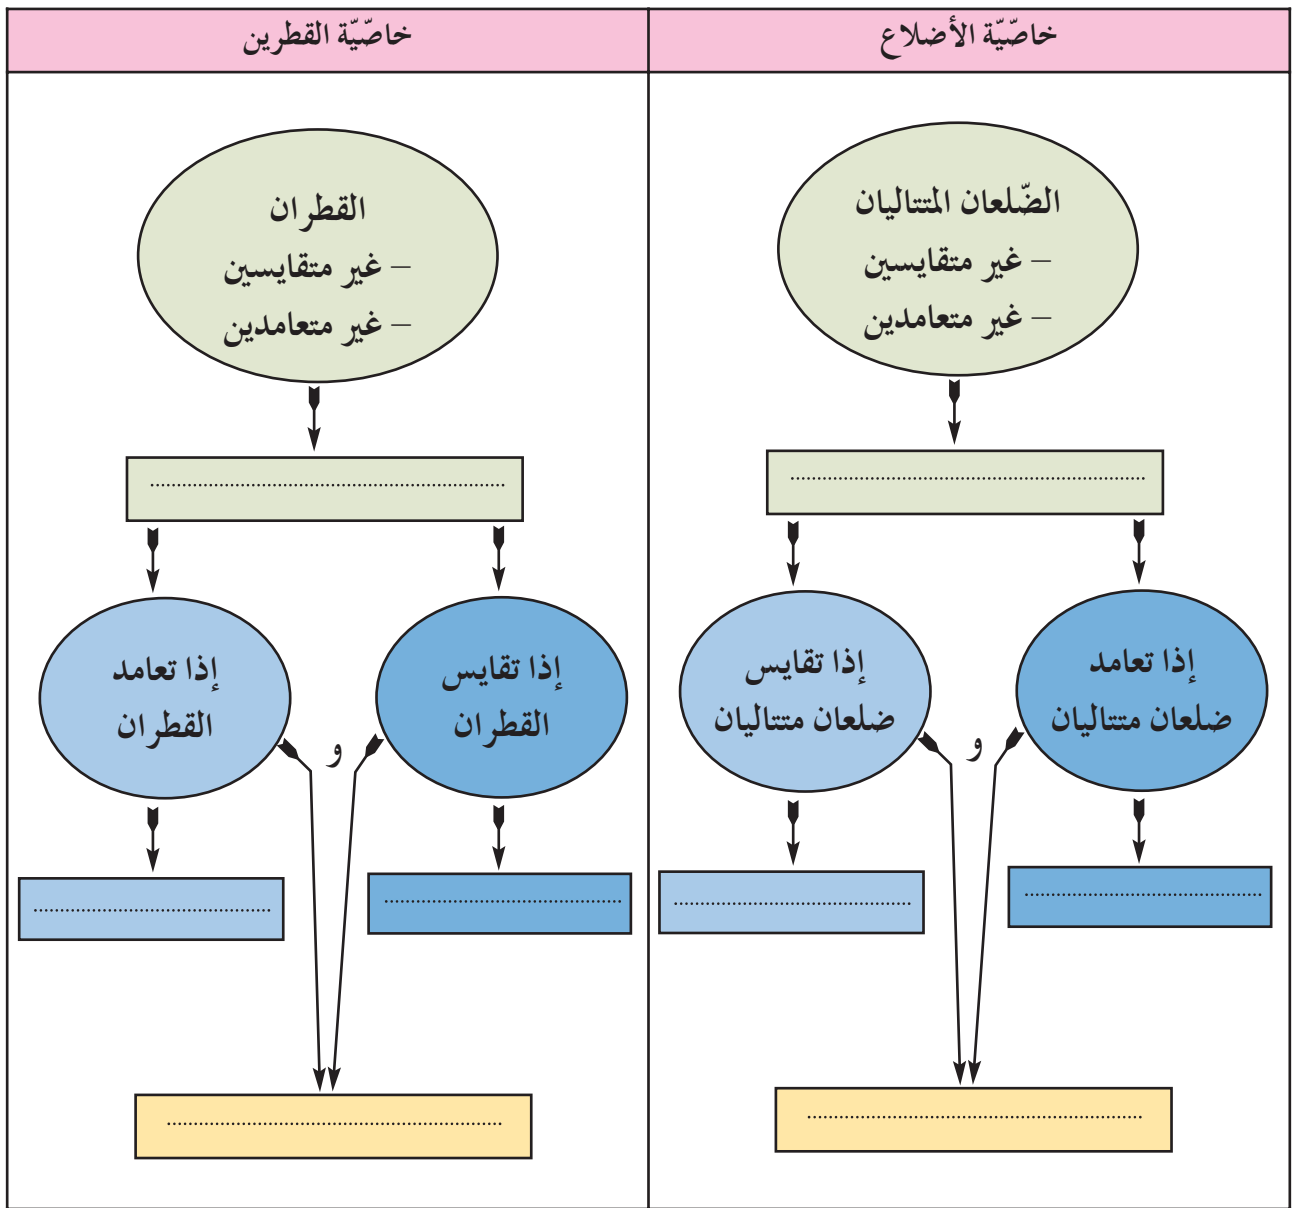 خاصّيّة الأضلاع
خاصّيّة القطرين
الضّلعان المتتاليان
– غير متقايسين
– غير متعامدين
القطران
– غير متقايسين
– غير متعامدين
إذا تعامد
ضلعان متتاليان
و
إذا تقايس
ضلعان متتاليان
إذا تقايس
القطران
و
إذا تعامد
القطران